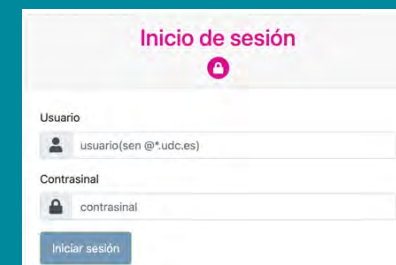 Inicio de sesión
Usuario
usuario(sen @*.udc.es)
Contrasinal
contrasinal
Iniciar sesión